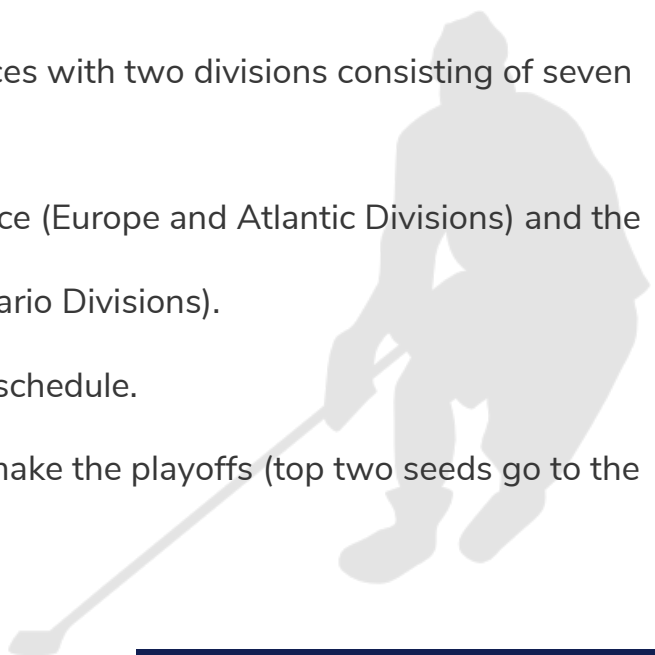 ces with two divisions consisting of seven
ce (Europe and Atlantic Divisions) and the
ario Divisions).
schedule.
make the playoffs (top two seeds go to the